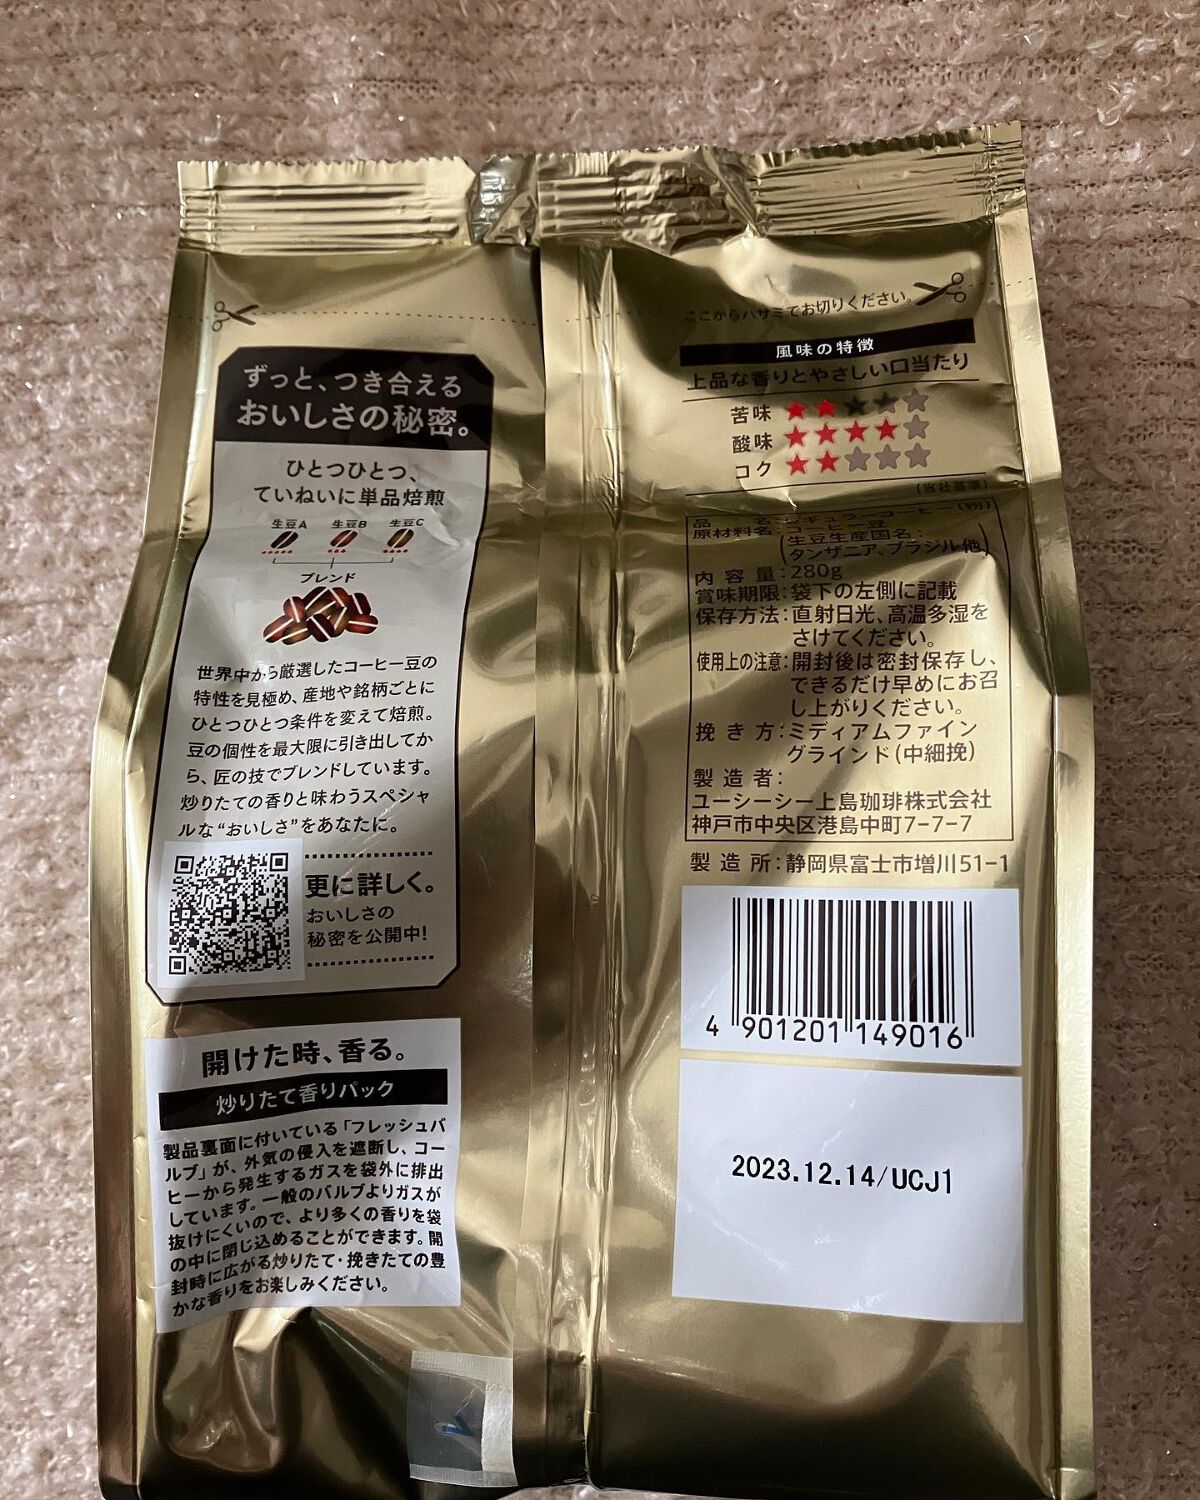 ずっと、つき合える
おいしさの秘密。
ひとつひとつ、
ていねいに単品焙煎
生豆A 生豆B 生豆C
ブレンド
世界中から厳選したコーヒー豆の
特性を見極め、産地や銘柄ごとに
ひとつひとつ条件を変えて焙煎。
豆の個性を最大限に引き出してか
ら、匠の技でブレンドしています。
炒りたての香りと味わうスペシャ
ルな“おいしさ”をあなたに。
更に詳しく。
おいしさの
秘密を公開中!
開けた時、香る。
炒りたて香りパック
製品裏面に付いている「フレッシュバ
ルブ」が、外気の侵入を遮断し、コー
ヒーから発生するガスを袋外に排出
しています。一般のバルブよりガスが
抜けにくいので、より多くの香りを袋
の中に閉じ込めることができます。開
封時に広がる炒りたて・挽きたての豊
かな香りをお楽しみください。
ここからハサミでお切りください。
風味の特徴
上品な香りとやさしい口当たり
苦味 ★★★★★
酸味 ★★★★★
コク ★★★★★
(当社基準)
品名:レギュラーコーヒー(粉)
原材料名:コーヒー豆
(生豆生産国名:
タンザニア、ブラジル他)
内容量:280g
賞味期限:袋下の左側に記載
保存方法:直射日光、高温多湿を
さけてください。
使用上の注意:開封後は密封保存し、
できるだけ早めにお召
し上がりください。
挽き方:ミディアムファイン
グラインド(中細挽)
製造者:
ユーシーシー上島珈琲株式会社
神戸市中央区港島中町7-7-7
製造所:静岡県富士市増川51-1
4 901201 149016
2023.12.14/UCJ1